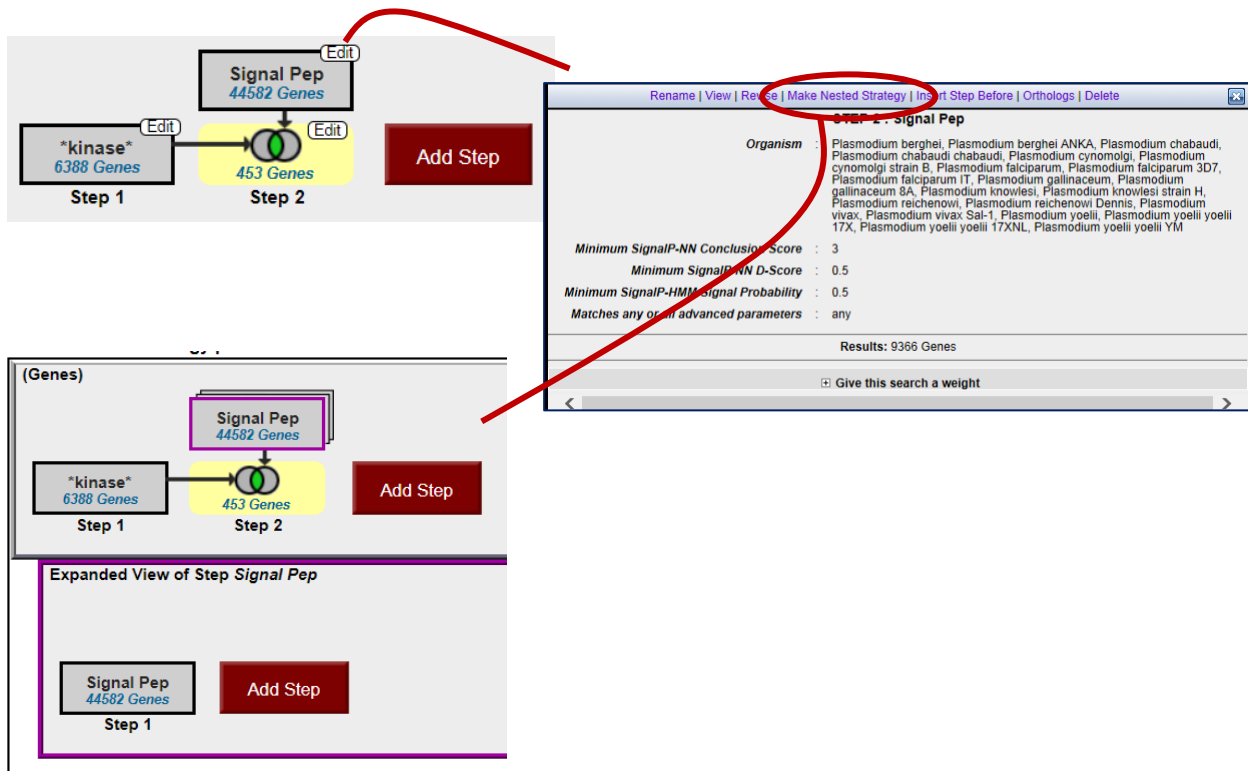 Edit
Signal Pep
44582 Genes
*kinase*
6388 Genes
Edit
Edit
453 Genes
Add Step
Step 1
Step 2
Rename | View | Revise | Make Nested Strategy | Insert Step Before | Orthologs | Delete
STEP 2 : Signal Pep
Organism : Plasmodium berghei, Plasmodium berghei ANKA, Plasmodium chabaudi,
Plasmodium chabaudi chabaudi, Plasmodium cynomolgi, Plasmodium
cynomolgi strain B, Plasmodium falciparum, Plasmodium falciparum 3D7,
Plasmodium falciparum IT, Plasmodium gallinaceum, Plasmodium
gallinaceum 8A, Plasmodium knowlesi, Plasmodium knowlesi strain H,
Plasmodium reichenowi, Plasmodium reichenowi Dennis, Plasmodium
vivax, Plasmodium vivax Sal-1, Plasmodium yoelii, Plasmodium yoelii yoelii
17X, Plasmodium yoelii yoelii 17XNL, Plasmodium yoelii yoelii YM
Minimum SignalP-NN Conclusion Score : 3
Minimum SignalP-NN D-Score : 0.5
Minimum SignalP-HMM Signal Probability : 0.5
Matches any or all advanced parameters : any
Results: 9366 Genes
Give this search a weight
(Genes)
Signal Pep
44582 Genes
*kinase*
6388 Genes
453 Genes
Add Step
Step 1
Step 2
Expanded View of Step Signal Pep
Signal Pep
44582 Genes
Add Step
Step 1